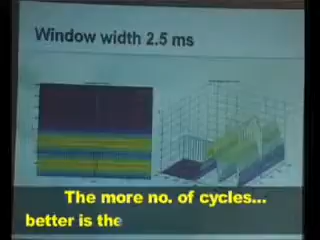 Window width 2.5 ms
The more no. of cycles...
better is the